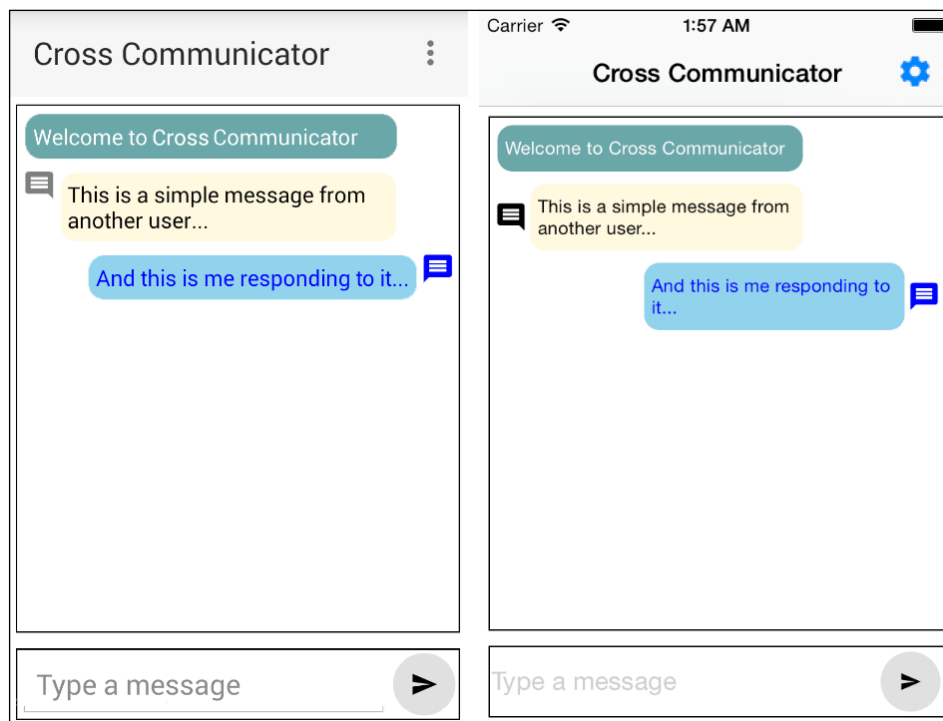 Cross Communicator
Welcome to Cross Communicator
This is a simple message from
another user...
And this is me responding to it...
Type a message
Carrier
1:57 AM
Cross Communicator
Welcome to Cross Communicator
This is a simple message from
another user...
And this is me responding to
it...
Type a message